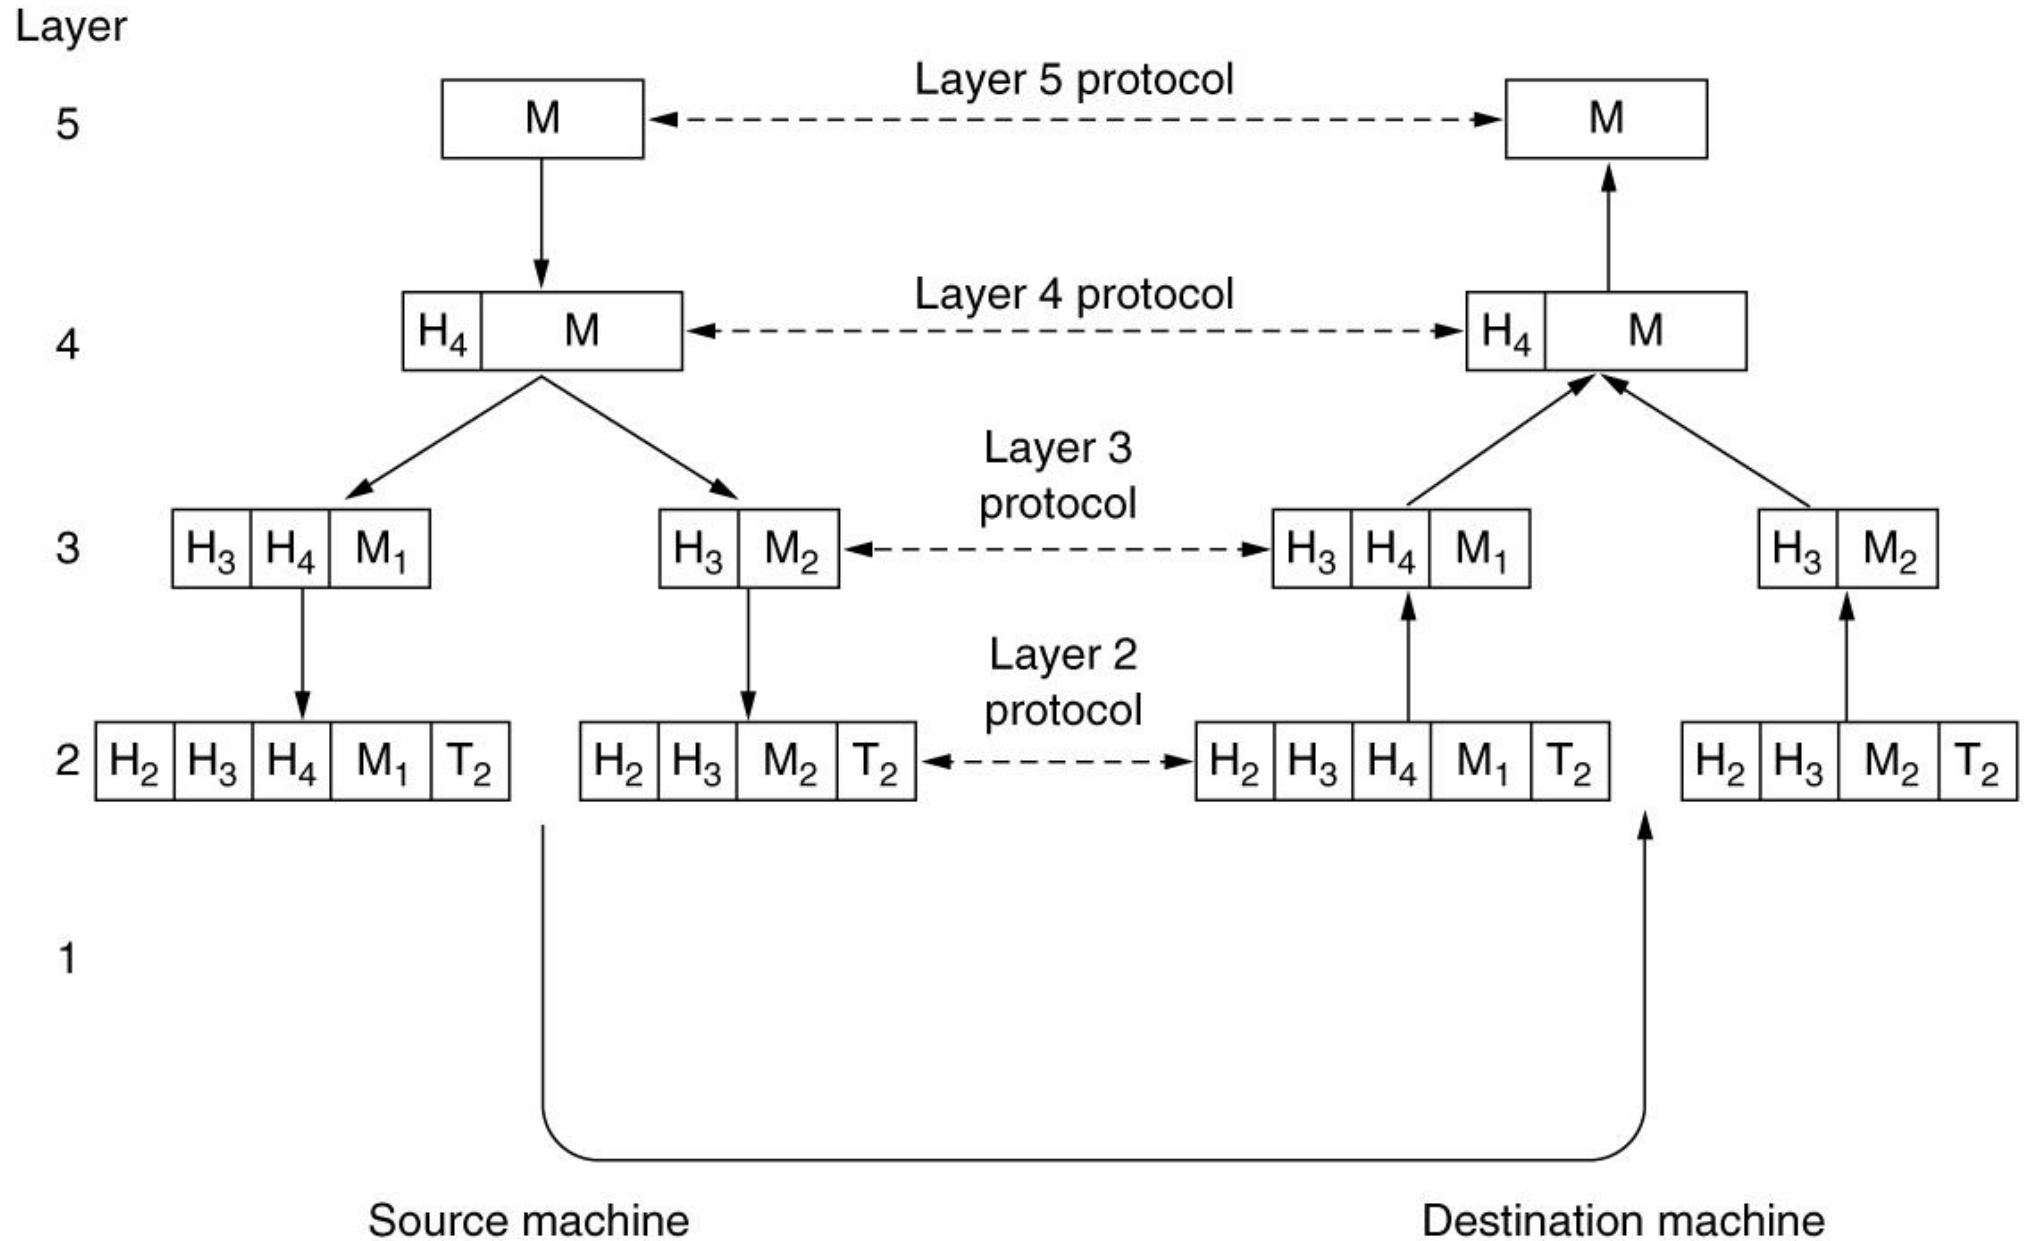 Layer
5 M Layer 5 protocol M
4 H4 M Layer 4 protocol H4 M
Layer 3
protocol
3 H3 H4 M1 H3 M2 H3 H4 M1 H3 M2
Layer 2
protocol
2 H2 H3 H4 M1 T2 H2 H3 M2 T2 H2 H3 H4 M1 T2 H2 H3 M2 T2
1
Source machine Destination machine